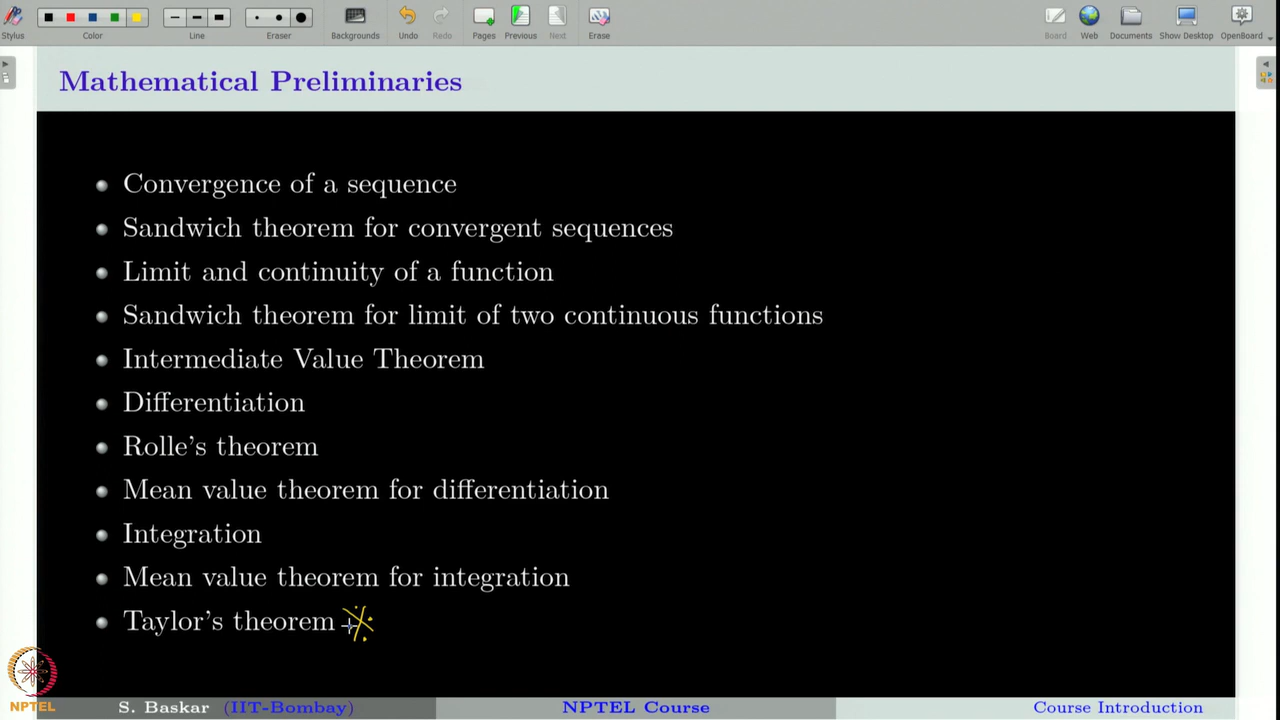 Stylus Color Line Eraser Backgrounds Undo Redo Pages Previous Next Erase Board Web Documents Show Desktop OpenBoard
Mathematical Preliminaries
Convergence of a sequence
Sandwich theorem for convergent sequences
Limit and continuity of a function
Sandwich theorem for limit of two continuous functions
Intermediate Value Theorem
Differentiation
Rolle's theorem
Mean value theorem for differentiation
Integration
Mean value theorem for integration
Taylor's theorem
NPTEL
S. Baskar (IIT-Bombay) NPTEL Course Course Introduction